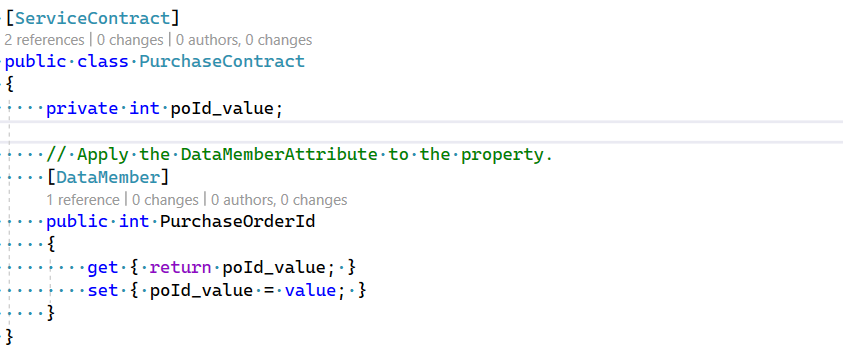 [ServiceContract]
2 references | 0 changes | 0 authors, 0 changes
public class PurchaseContract
{
private int poId_value;
// Apply the DataMemberAttribute to the property.
[DataMember]
1 reference | 0 changes | 0 authors, 0 changes
public int PurchaseOrderId
{
get { return poId_value; }
set { poId_value = value; }
}
}